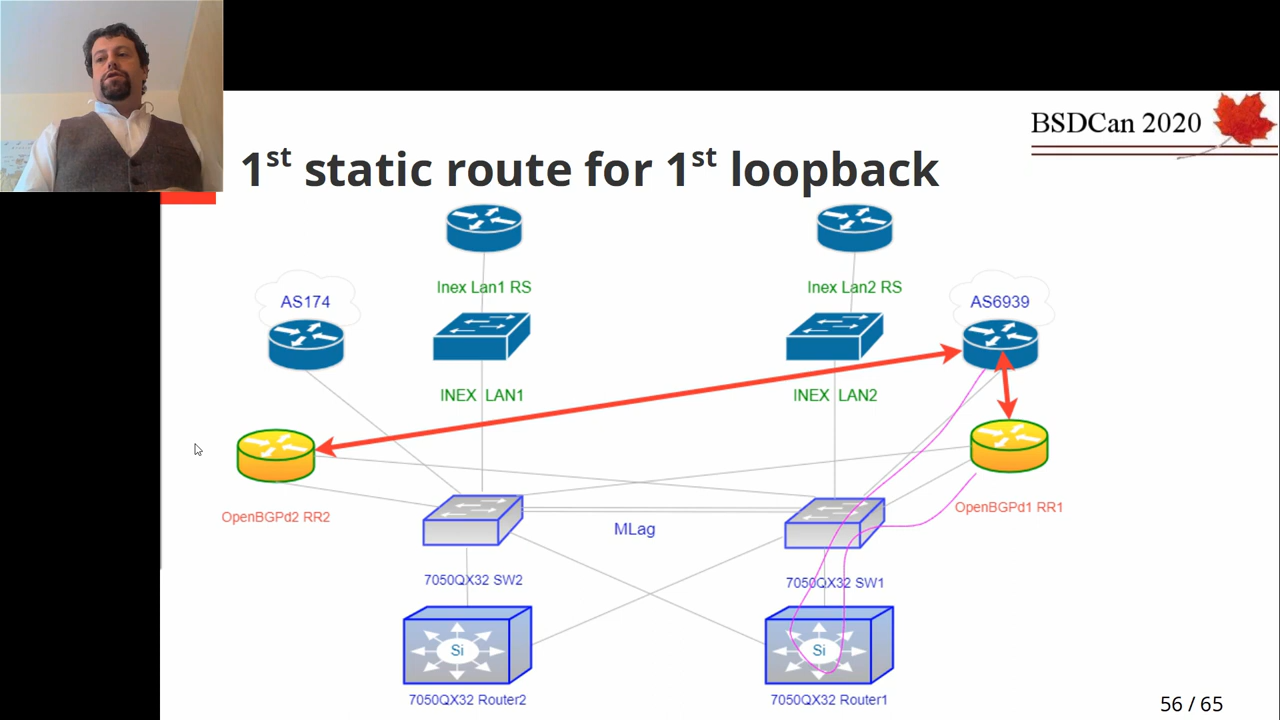 BSDCan 2020
1st static route for 1st loopback
Inex Lan1 RS
Inex Lan2 RS
AS174
AS6939
INEX LAN1
INEX LAN2
OpenBGPd2 RR2
OpenBGPd1 RR1
MLag
7050QX32 SW2
7050QX32 SW1
Si
Si
7050QX32 Router2
7050QX32 Router1
56 / 65